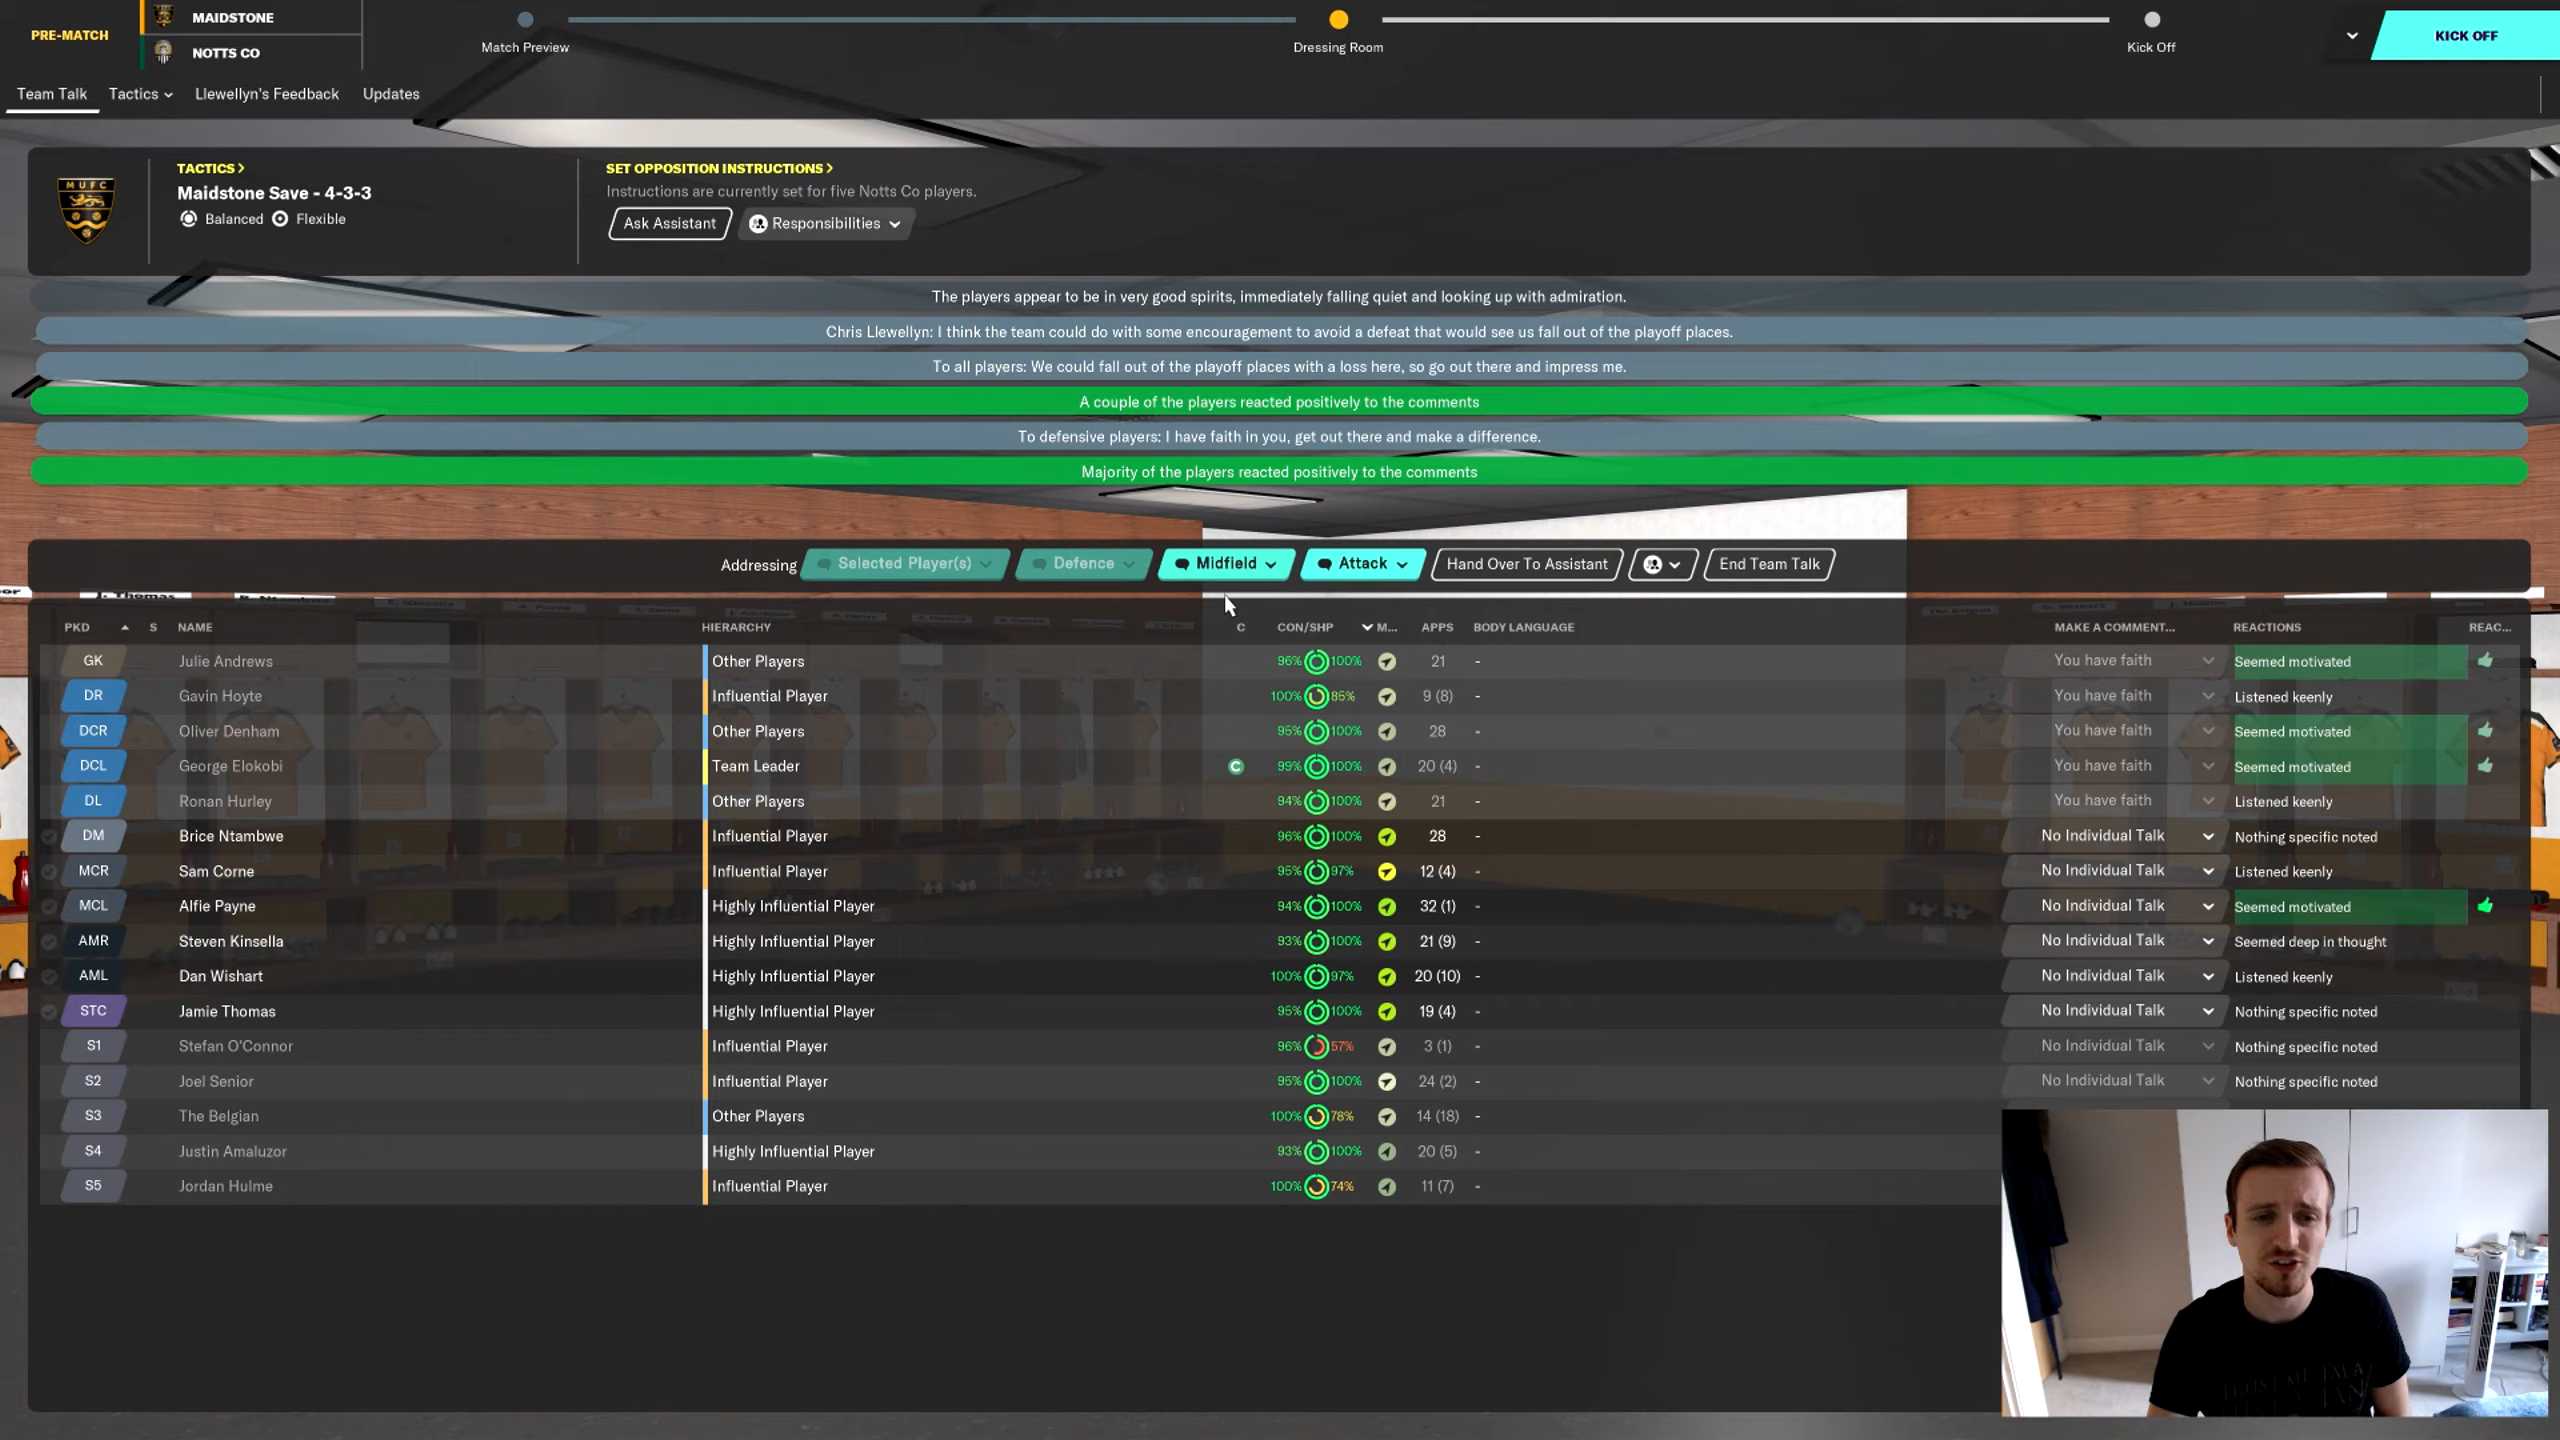 PRE-MATCH
MAIDSTONE
NOTTS CO
Match Preview
Dressing Room
Kick Off
KICK OFF
Team Talk
Tactics
Llewellyn's Feedback
Updates
MUFC
TACTICS >
Maidstone Save - 4-3-3
Balanced
Flexible
SET OPPOSITION INSTRUCTIONS >
Instructions are currently set for five Notts Co players.
Ask Assistant
Responsibilities
The players appear to be in very good spirits, immediately falling quiet and looking up with admiration.
Chris Llewellyn: I think the team could do with some encouragement to avoid a defeat that would see us fall out of the playoff places.
To all players: We could fall out of the playoff places with a loss here, so go out there and impress me.
A couple of the players reacted positively to the comments
To defensive players: I have faith in you, get out there and make a difference.
Majority of the players reacted positively to the comments
Addressing
Selected Player(s)
Defence
Midfield
Attack
Hand Over To Assistant
End Team Talk
PKD S NAME HIERARCHY C CON/SHP M... APPS BODY LANGUAGE MAKE A COMMENT... REACTIONS REAC...
GK Julie Andrews Other Players 96% 100% 21 - You have faith Seemed motivated
DR Gavin Hoyte Influential Player 100% 85% 9 (8) - You have faith Listened keenly
DCR Oliver Denham Other Players 95% 100% 28 - You have faith Seemed motivated
DCL George Elokobi Team Leader C 99% 100% 20 (4) - You have faith Seemed motivated
DL Ronan Hurley Other Players 94% 100% 21 - You have faith Listened keenly
DM Brice Ntambwe Influential Player 96% 100% 28 - No Individual Talk Nothing specific noted
MCR Sam Corne Influential Player 95% 97% 12 (4) - No Individual Talk Listened keenly
MCL Alfie Payne Highly Influential Player 94% 100% 32 (1) - No Individual Talk Seemed motivated
AMR Steven Kinsella Highly Influential Player 93% 100% 21 (9) - No Individual Talk Seemed deep in thought
AML Dan Wishart Highly Influential Player 100% 97% 20 (10) - No Individual Talk Listened keenly
STC Jamie Thomas Highly Influential Player 95% 100% 19 (4) - No Individual Talk Nothing specific noted
S1 Stefan O'Connor Influential Player 96% 57% 3 (1) - No Individual Talk Nothing specific noted
S2 Joel Senior Influential Player 95% 100% 24 (2) - No Individual Talk Nothing specific noted
S3 The Belgian Other Players 100% 78% 14 (18) -
S4 Justin Amaluzor Highly Influential Player 93% 100% 20 (5) -
S5 Jordan Hulme Influential Player 100% 74% 11 (7) -